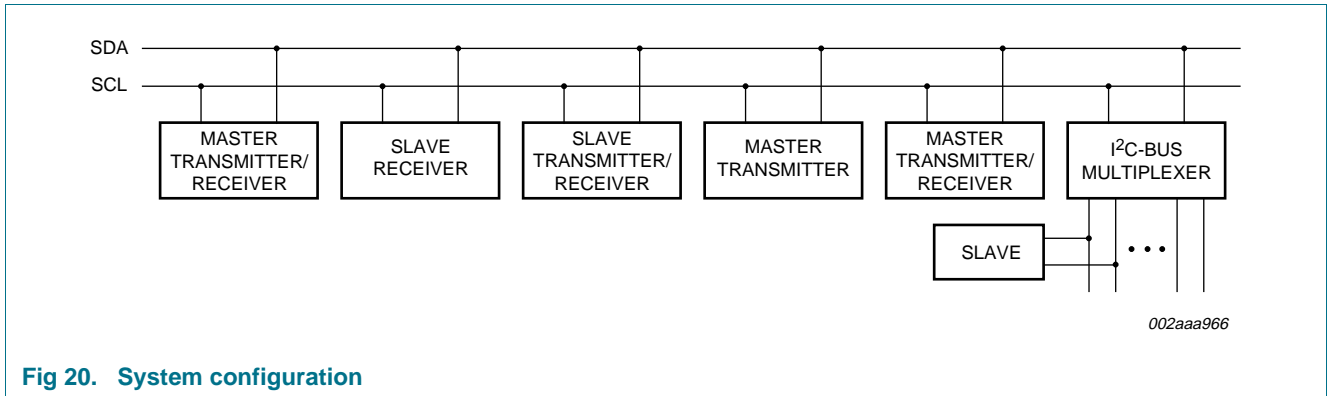 SDA
SCL
MASTER
TRANSMITTER/
RECEIVER
SLAVE
RECEIVER
SLAVE
TRANSMITTER/
RECEIVER
MASTER
TRANSMITTER
MASTER
TRANSMITTER/
RECEIVER
I²C-BUS
MULTIPLEXER
SLAVE
002aaa966
Fig 20. System configuration